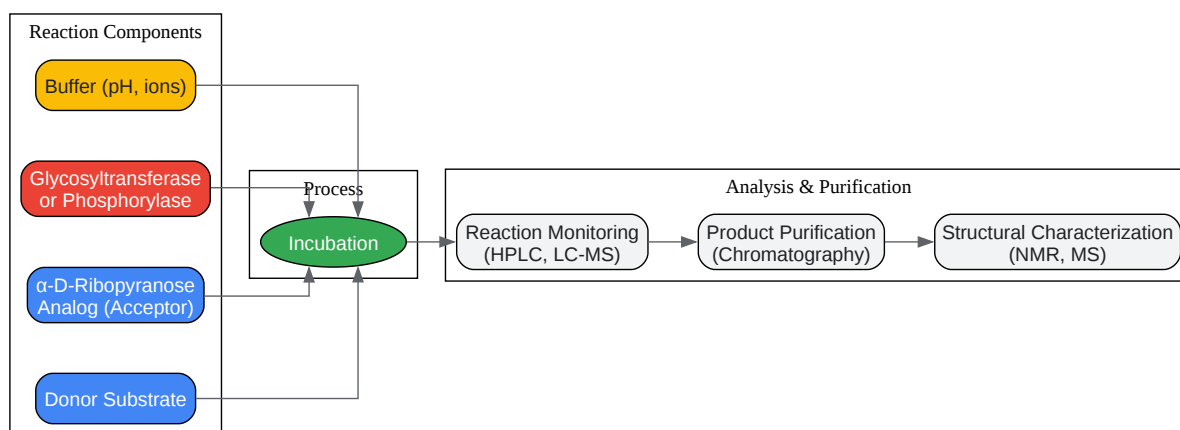 Reaction Components
Buffer (pH, ions)
Glycosyltransferase
or Phosphorylase
α-D-Ribopyranose
Analog (Acceptor)
Donor Substrate
Process
Incubation
Analysis & Purification
Reaction Monitoring
(HPLC, LC-MS)
Product Purification
(Chromatography)
Structural Characterization
(NMR, MS)